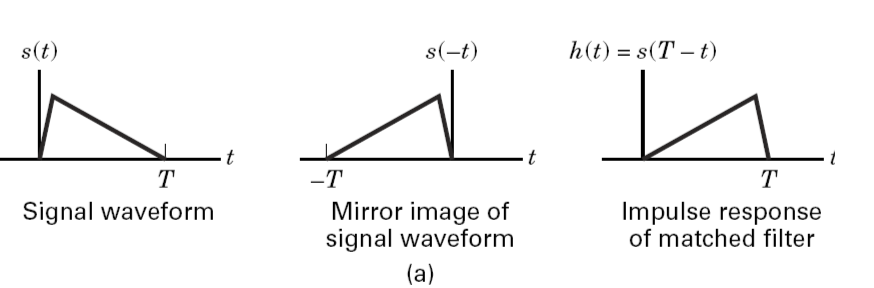 s(t)
s(−t)
h(t) = s(T − t)
t
t
t
T
−T
T
Signal waveform
Mirror image of
signal waveform
Impulse response
of matched filter
(a)